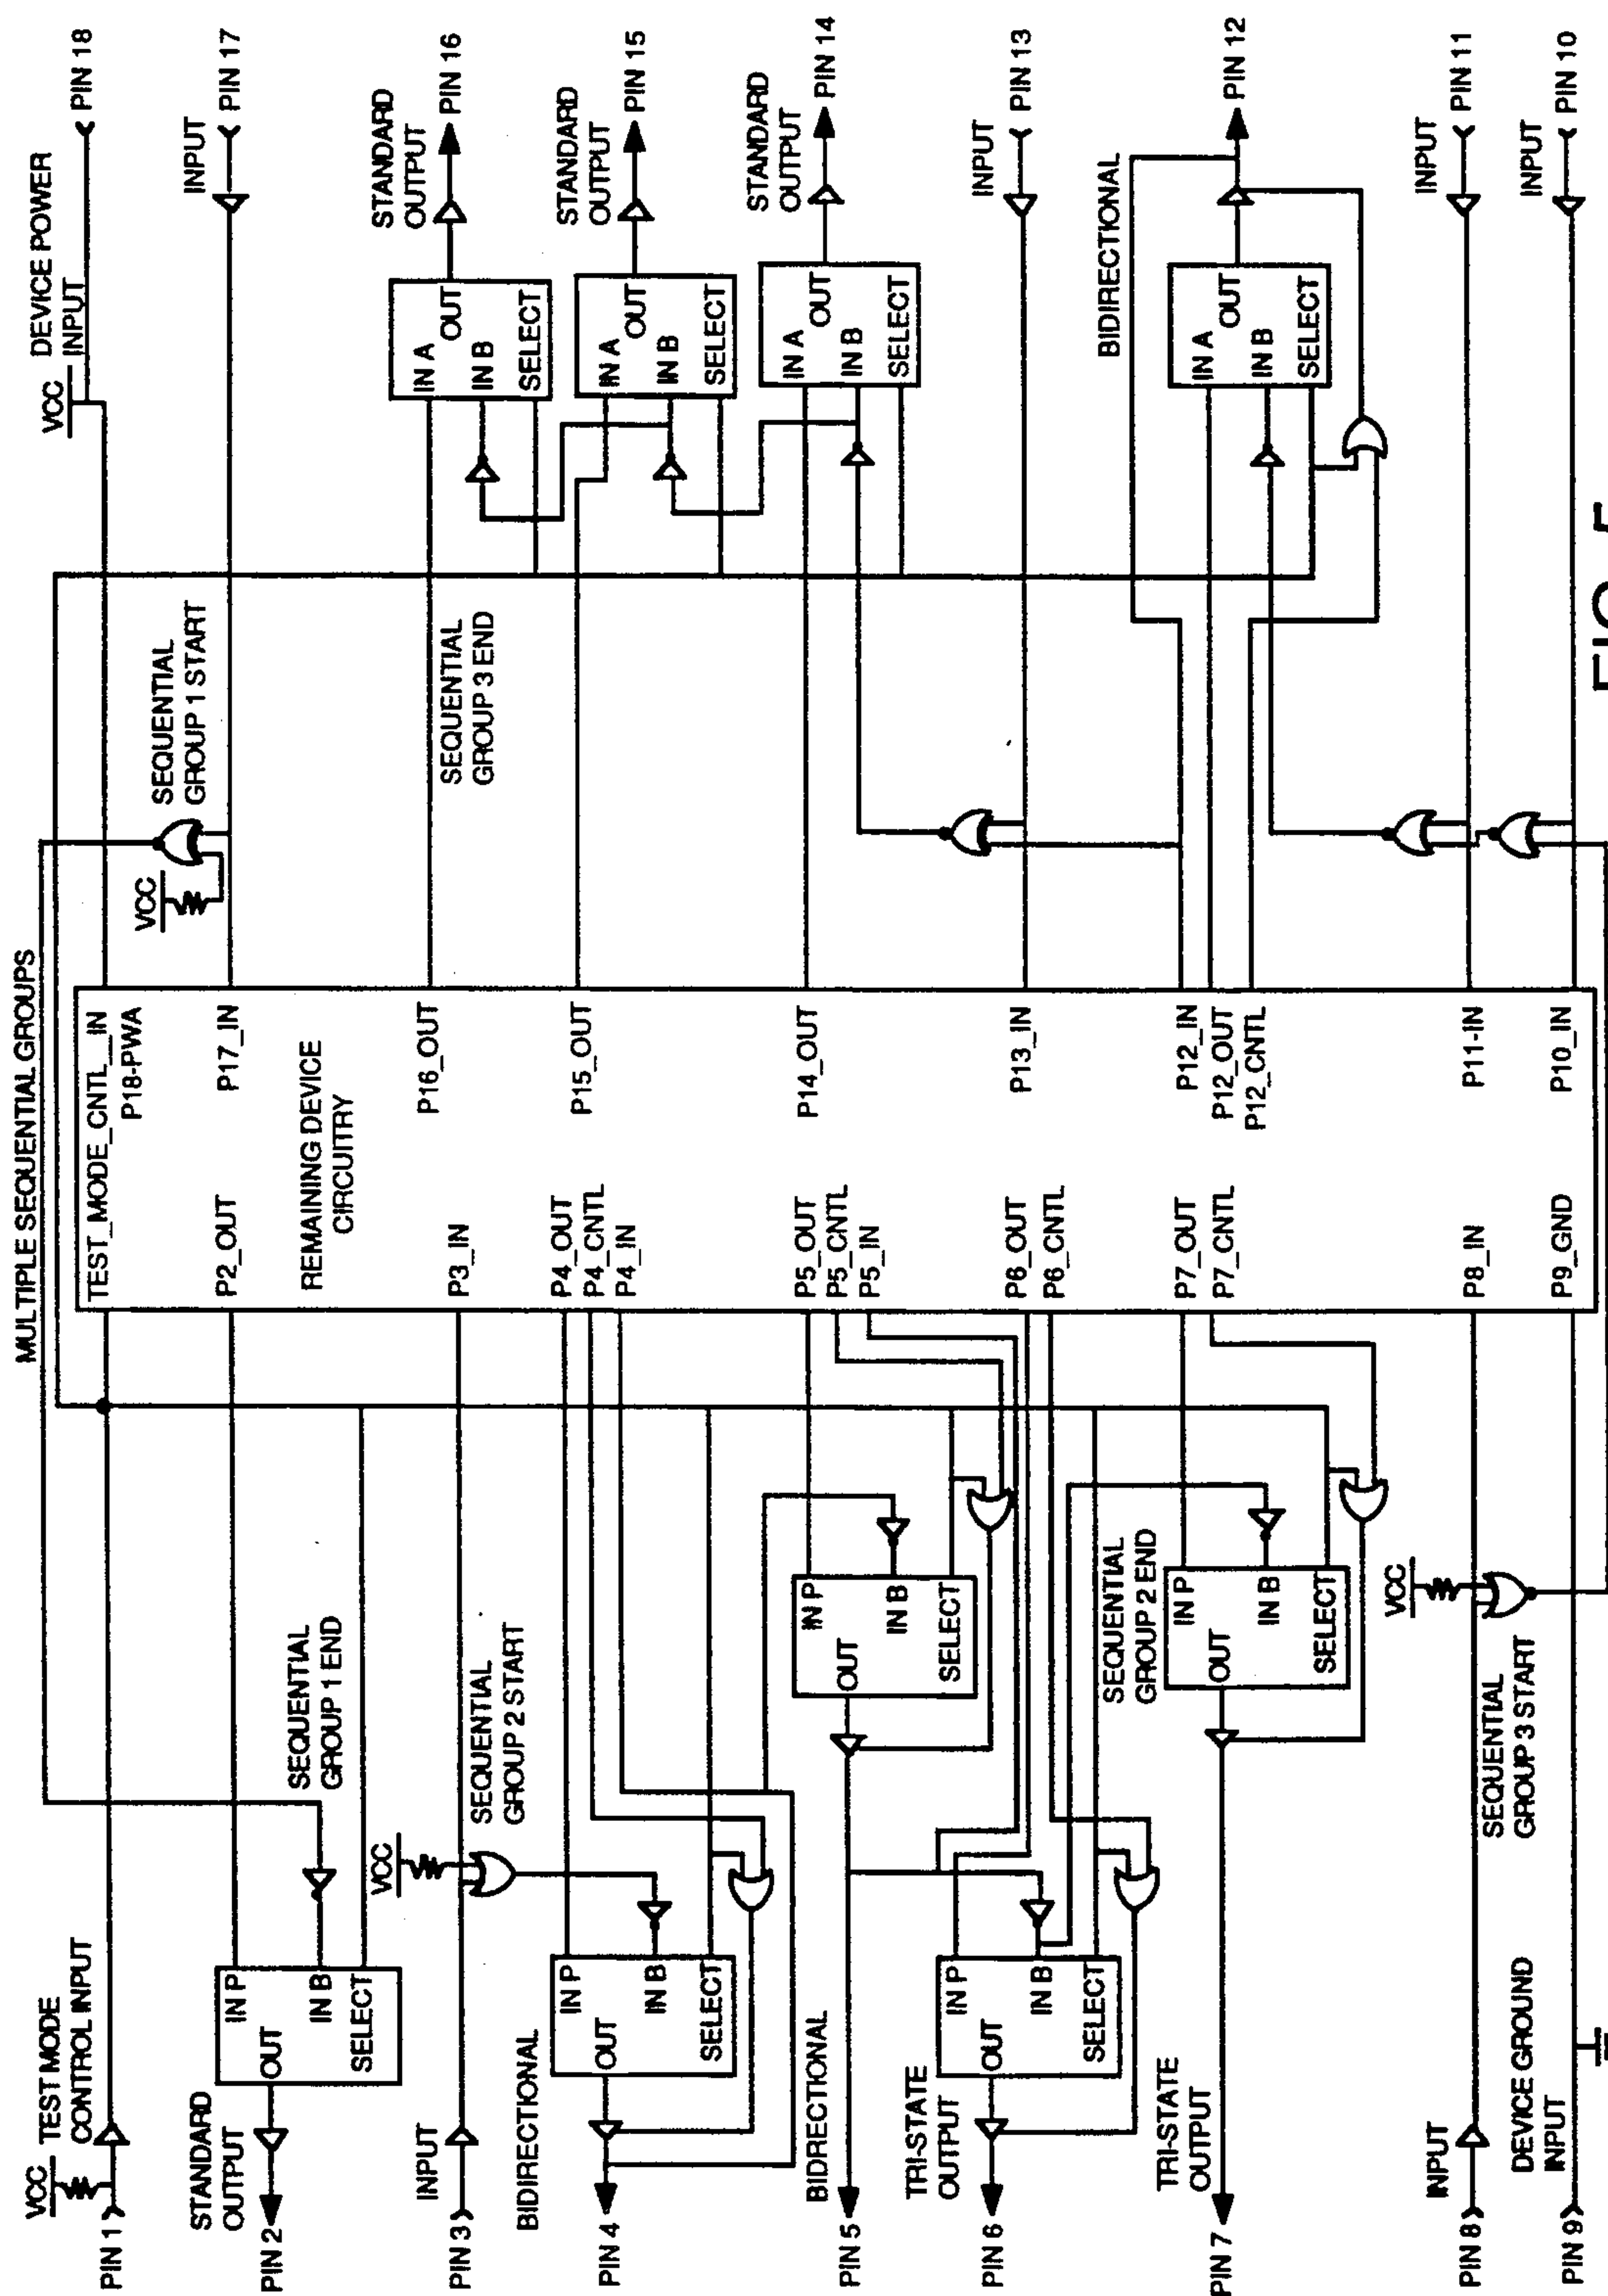 MULTIPLE SEQUENTIAL GROUPS
VCC
TEST MODE
CONTROL INPUT
PIN 1
TEST_MODE_CNTL_IN
P18-PWA
VCC
DEVICE POWER
INPUT
PIN 18
STANDARD
OUTPUT
PIN 2
IN P
OUT
IN B
SELECT
SEQUENTIAL
GROUP 1 END
P2_OUT
REMAINING DEVICE
CIRCUITRY
P17_IN
VCC
SEQUENTIAL
GROUP 1 START
INPUT
PIN 17
INPUT
PIN 3
VCC
SEQUENTIAL
GROUP 2 START
P3_IN
P16_OUT
SEQUENTIAL
GROUP 3 END
IN A
OUT
IN B
SELECT
STANDARD
OUTPUT
PIN 16
BIDIRECTIONAL
PIN 4
IN P
OUT
IN B
SELECT
P4_OUT
P4_CNTL
P4_IN
P15_OUT
IN A
OUT
IN B
SELECT
STANDARD
OUTPUT
PIN 15
BIDIRECTIONAL
PIN 5
IN P
OUT
IN B
SELECT
P5_OUT
P5_CNTL
P5_IN
P14_OUT
IN A
OUT
IN B
SELECT
STANDARD
OUTPUT
PIN 14
TRI-STATE
OUTPUT
PIN 6
IN P
OUT
IN B
SELECT
P6_OUT
P6_CNTL
P13_IN
INPUT
PIN 13
TRI-STATE
OUTPUT
PIN 7
SEQUENTIAL
GROUP 2 END
IN P
OUT
IN B
SELECT
P7_OUT
P7_CNTL
P12_IN
P12_OUT
P12_CNTL
BIDIRECTIONAL
IN A
OUT
IN B
SELECT
PIN 12
INPUT
PIN 8
VCC
SEQUENTIAL
GROUP 3 START
P8_IN
P11-IN
INPUT
PIN 11
DEVICE GROUND
INPUT
PIN 9
P9_GND
P10_IN
INPUT
PIN 10